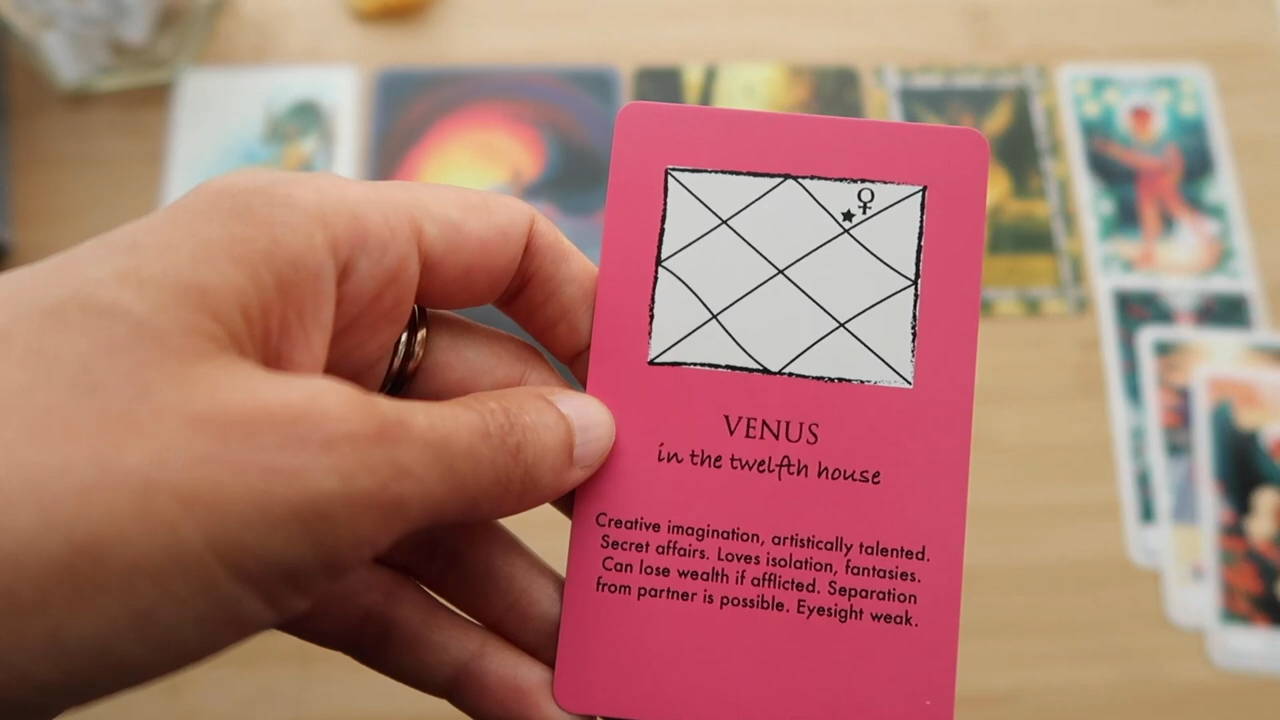 VENUS
in the twelfth house
Creative imagination, artistically talented.
Secret affairs. Loves isolation, fantasies.
Can lose wealth if afflicted. Separation
from partner is possible. Eyesight weak.